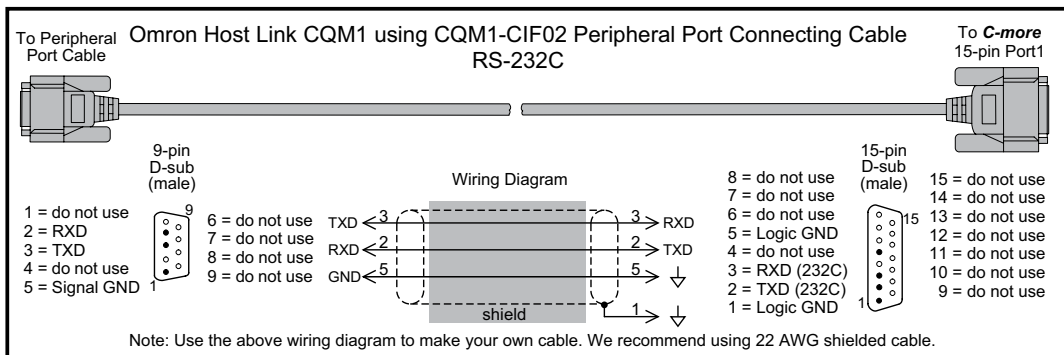 To Peripheral
Port Cable
Omron Host Link CQM1 using CQM1-CIF02 Peripheral Port Connecting Cable
RS-232C
To C-more
15-pin Port1
9-pin
D-sub
(male)
1 = do not use
2 = RXD
3 = TXD
4 = do not use
5 = Signal GND
9
1
6 = do not use
7 = do not use
8 = do not use
9 = do not use
Wiring Diagram
TXD 3 3 RXD
RXD 2 2 TXD
GND 5 5
1
shield
8 = do not use
7 = do not use
6 = do not use
5 = Logic GND
4 = do not use
3 = RXD (232C)
2 = TXD (232C)
1 = Logic GND
15-pin
D-sub
(male)
15
1
15 = do not use
14 = do not use
13 = do not use
12 = do not use
11 = do not use
10 = do not use
9 = do not use
Note: Use the above wiring diagram to make your own cable. We recommend using 22 AWG shielded cable.